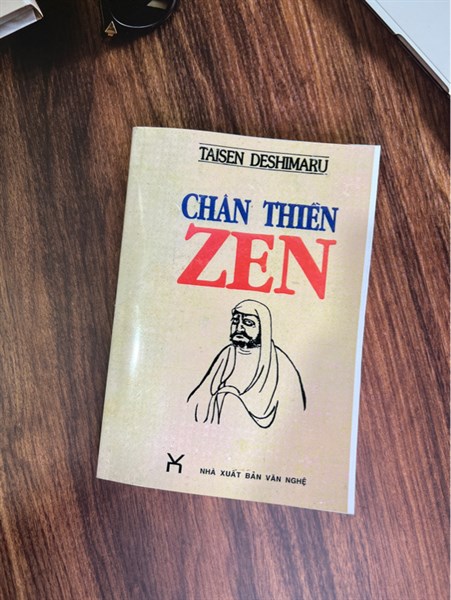 TAISEN DESHIMARU
CHÂN THIỀN
ZEN
NHÀ XUẤT BẢN VĂN NGHỆ